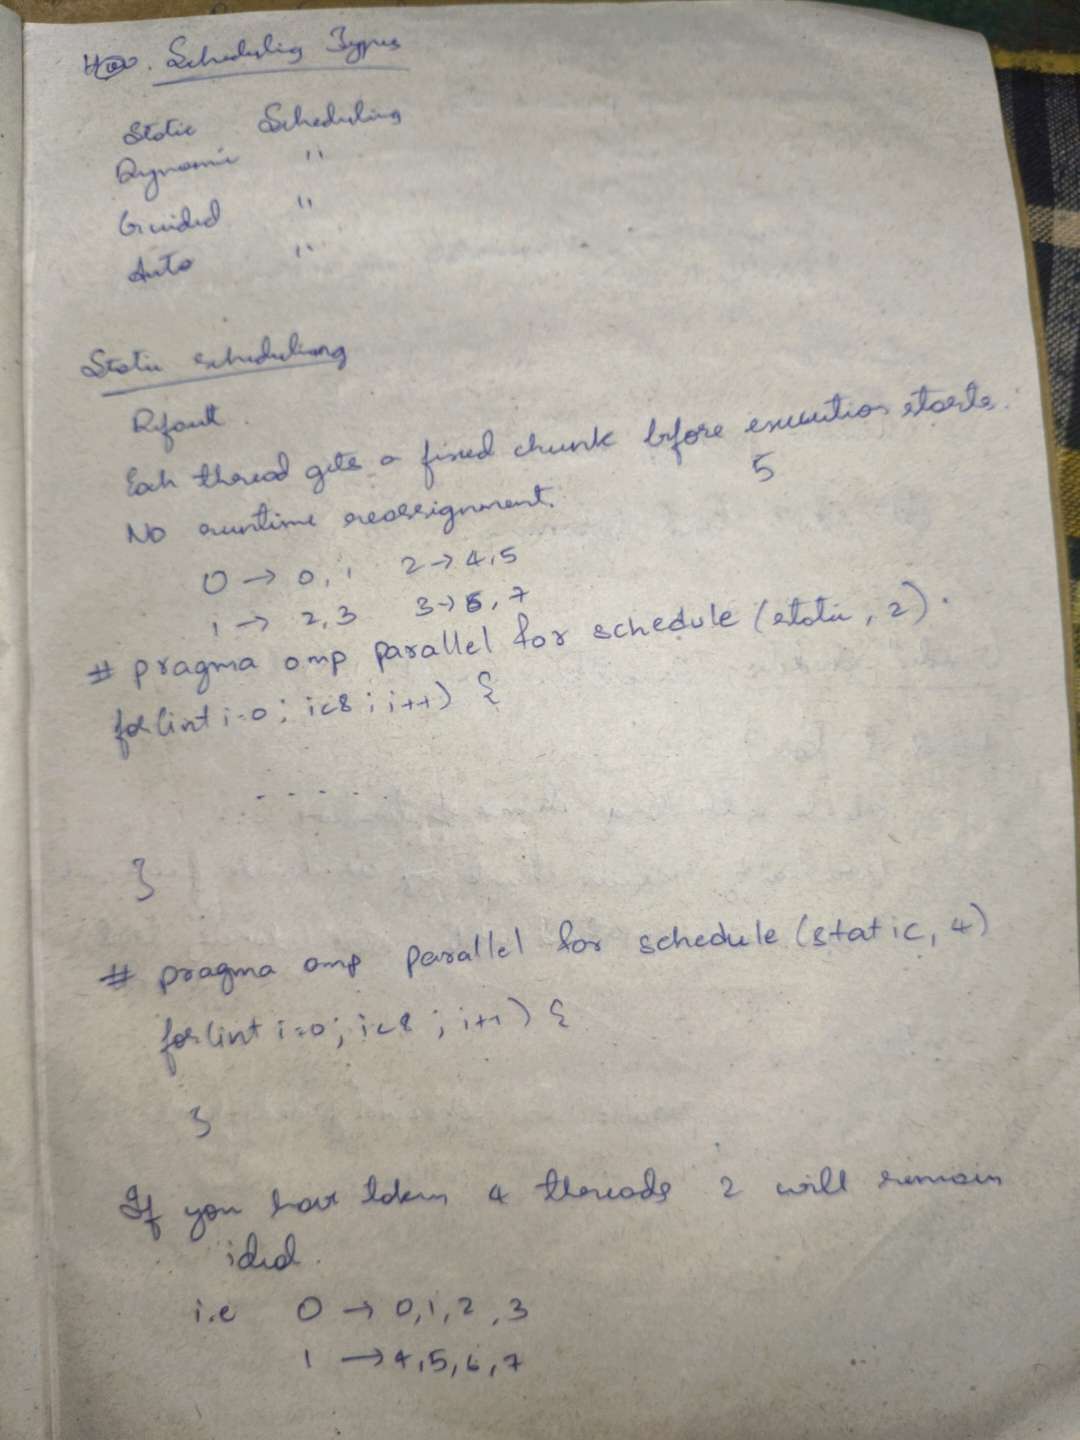 Scheduling Types
Static Scheduling
Dynamic "
Guided "
Auto "
Static scheduling
Default.
Each thread gets a fixed chunk before execution starts.
5
No runtime reassignment.
0 → 0, 1 2 → 4,5
1 → 2, 3 3 → 6, 7
# pragma omp parallel for schedule (static, 2).
for(int i=0; i<8; i++) {
- - - - - -
}
# pragma omp parallel for schedule (static, 4)
for(int i=0; i<8; i++) {
}
If you have taken 4 threads 2 will remain
i.e 0 → 0,1,2,3
1 → 4,5,6,7